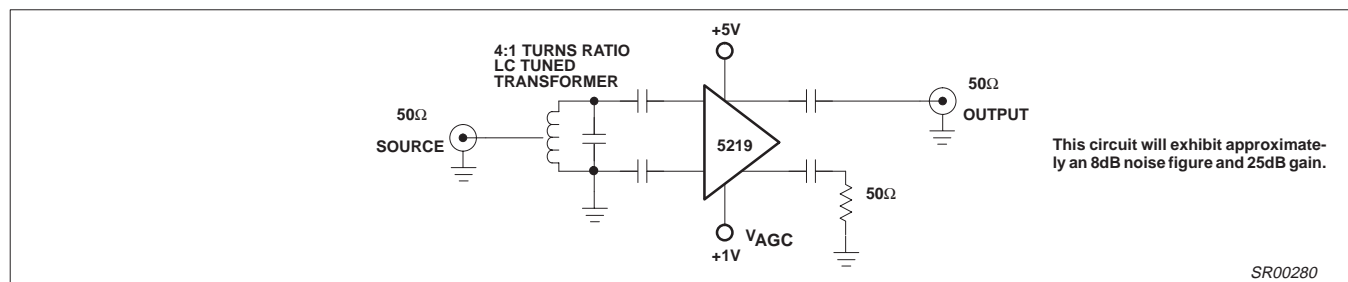 +5V
4:1 TURNS RATIO
LC TUNED
TRANSFORMER
50Ω
SOURCE
5219
50Ω
OUTPUT
This circuit will exhibit approximate-
ly an 8dB noise figure and 25dB gain.
50Ω
VAGC
+1V
SR00280